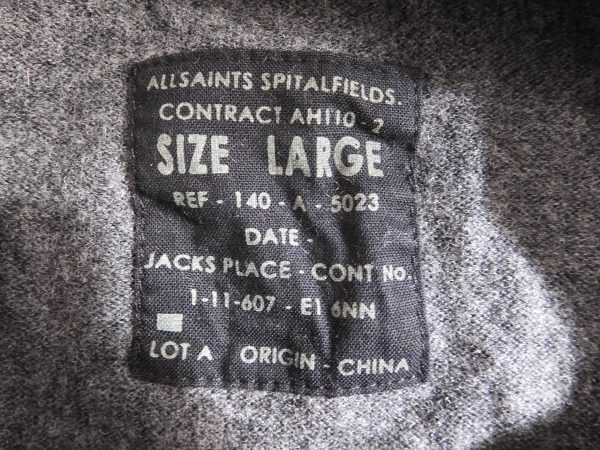 ALLSAINTS SPITALFIELDS.
CONTRACT AH110 - 2
SIZE LARGE
REF - 140 - A - 5023
DATE -
JACKS PLACE - CONT No.
1-11-607 - E1 6NN
LOT A ORIGIN - CHINA